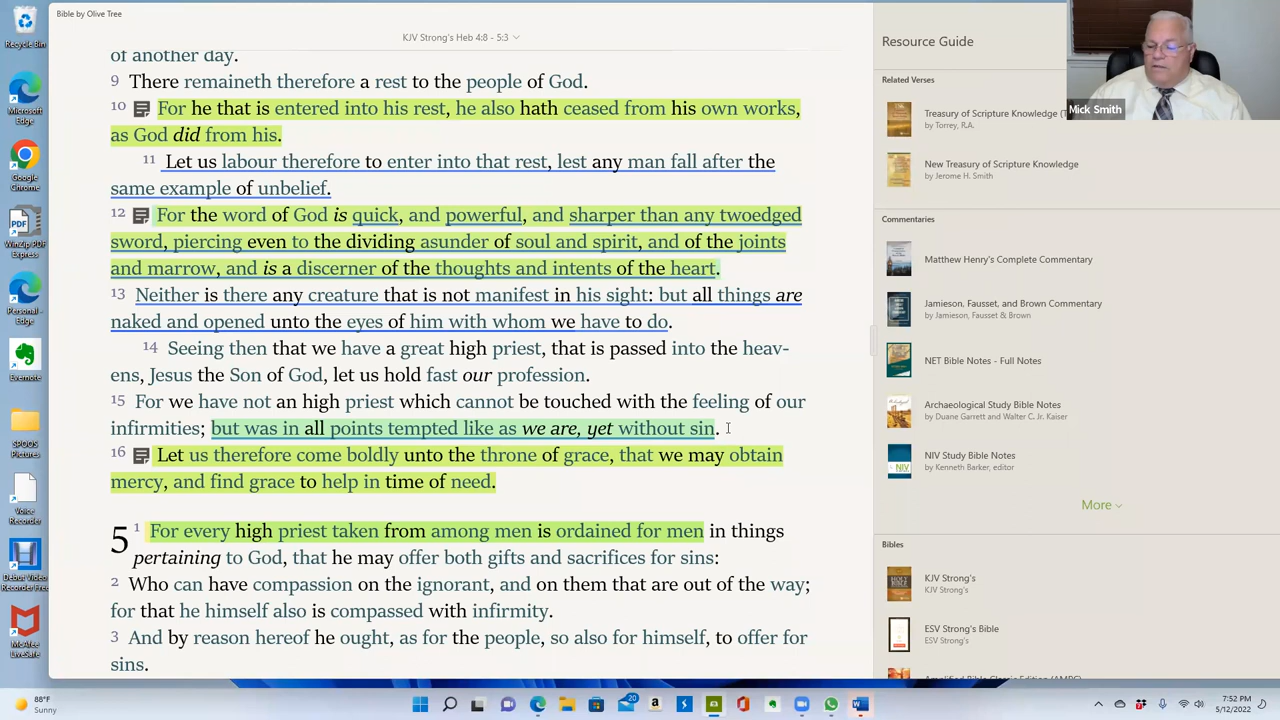 Bible by Olive Tree
KJV Strong's Heb 4:8 - 5:3
of another day.
9 There remaineth therefore a rest to the people of God.
10 For he that is entered into his rest, he also hath ceased from his own works,
as God did from his.
11 Let us labour therefore to enter into that rest, lest any man fall after the
same example of unbelief.
12 For the word of God is quick, and powerful, and sharper than any twoedged
sword, piercing even to the dividing asunder of soul and spirit, and of the joints
and marrow, and is a discerner of the thoughts and intents of the heart.
13 Neither is there any creature that is not manifest in his sight: but all things are
naked and opened unto the eyes of him with whom we have to do.
14 Seeing then that we have a great high priest, that is passed into the heav-
ens, Jesus the Son of God, let us hold fast our profession.
15 For we have not an high priest which cannot be touched with the feeling of our
infirmities; but was in all points tempted like as we are, yet without sin.
16 Let us therefore come boldly unto the throne of grace, that we may obtain
mercy, and find grace to help in time of need.
5 1 For every high priest taken from among men is ordained for men in things
pertaining to God, that he may offer both gifts and sacrifices for sins:
2 Who can have compassion on the ignorant, and on them that are out of the way;
for that he himself also is compassed with infirmity.
3 And by reason hereof he ought, as for the people, so also for himself, to offer for
sins.
Resource Guide
Related Verses
Treasury of Scripture Knowledge (T
by Torrey, R.A.
New Treasury of Scripture Knowledge
by Jerome H. Smith
Commentaries
Matthew Henry's Complete Commentary
Jamieson, Fausset, and Brown Commentary
by Jamieson, Fausset & Brown
NET Bible Notes - Full Notes
Archaeological Study Bible Notes
by Duane Garrett and Walter C. Jr. Kaiser
NIV
NIV Study Bible Notes
by Kenneth Barker, editor
More
Bibles
KJV Strong's
KJV Strong's
ESV Strong's Bible
ESV Strong's
Mick Smith
Recycle Bin
Microsoft
Edge
Google
Chrome
WinZip PDF
Personal -
Edge
Evernote
SPODS
Pictures
Voice
Recorder
Debut Video
McAfee
LiveSafe
88°F
Sunny
20
7:52 PM
5/12/2022